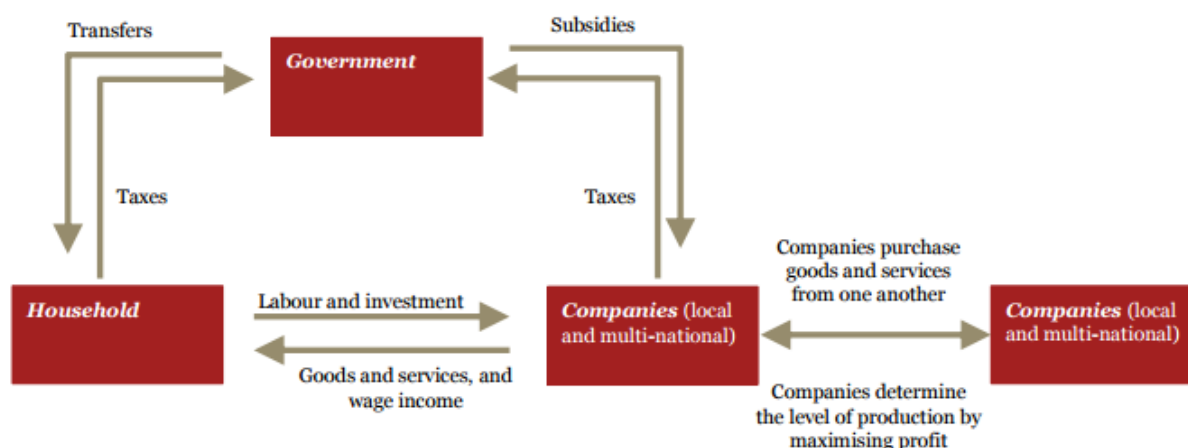 Transfers
Subsidies
Government
Taxes
Taxes
Companies purchase
goods and services
from one another
Household
Labour and investment
Companies (local
and multi-national)
Companies (local
and multi-national)
Goods and services, and
wage income
Companies determine
the level of production by
maximising profit